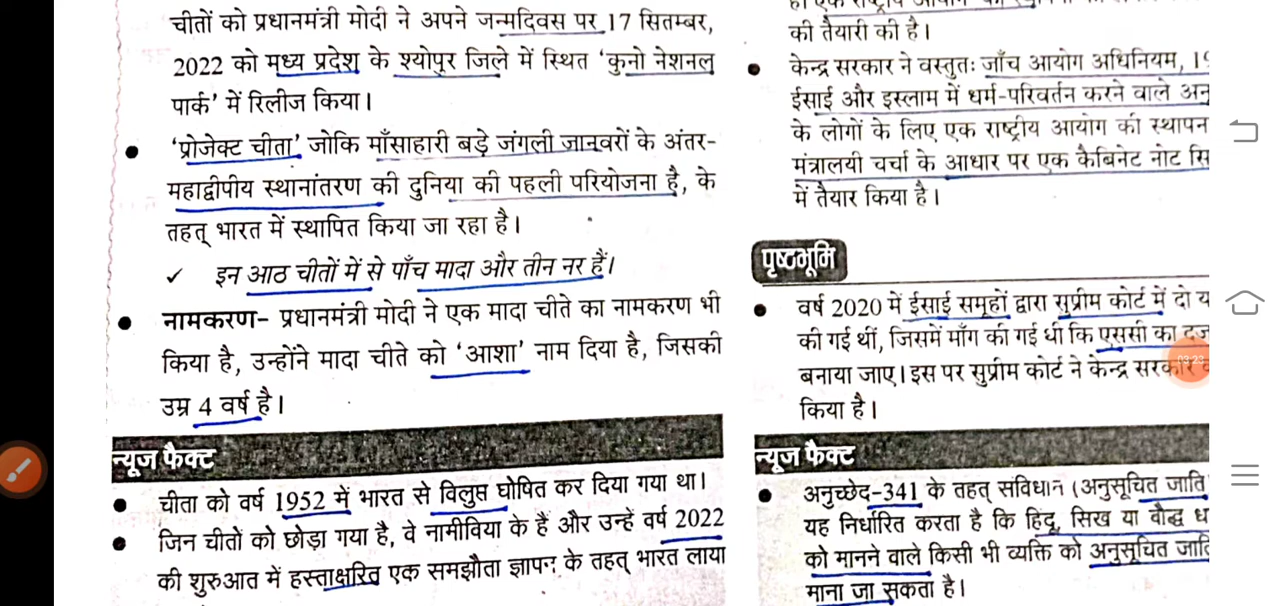 चीतों को प्रधानमंत्री मोदी ने अपने जन्मदिवस पर 17 सितम्बर,
2022 को मध्य प्रदेश के श्योपुर जिले में स्थित 'कुनो नेशनल
पार्क' में रिलीज किया।
'प्रोजेक्ट चीता' जोकि माँसाहारी बड़े जंगली जानवरों के अंतर-
महाद्वीपीय स्थानांतरण की दुनिया की पहली परियोजना है, के
तहत् भारत में स्थापित किया जा रहा है।
✓ इन आठ चीतों में से पाँच मादा और तीन नर हैं।
नामकरण- प्रधानमंत्री मोदी ने एक मादा चीते का नामकरण भी
किया है, उन्होंने मादा चीते को 'आशा' नाम दिया है, जिसकी
उम्र 4 वर्ष है।
न्यूज फैक्ट
चीता को वर्ष 1952 में भारत से विलुप्त घोषित कर दिया गया था।
जिन चीतों को छोड़ा गया है, वे नामीविया के हैं और उन्हें वर्ष 2022
की शुरुआत में हस्ताक्षरित एक समझौता ज्ञापन के तहत् भारत लाया
की तैयारी की है।
केन्द्र सरकार ने वस्तुतः जाँच आयोग अधिनियम,
ईसाई और इस्लाम में धर्म-परिवर्तन करने वाले
के लोगों के लिए एक राष्ट्रीय आयोग की
मंत्रालयी चर्चा के आधार पर एक कैबिनेट नोट
में तैयार किया है।
पृष्ठभूमि
वर्ष 2020 में ईसाई समूहों द्वारा सुप्रीम कोर्ट में दो
की गई थीं, जिसमें माँग की गई थी कि एससी का
बनाया जाए। इस पर सुप्रीम कोर्ट ने केन्द्र सरकार
किया है।
न्यूज फैक्ट
अनुच्छेद-341 के तहत् संविधान (अनुसूचित जाति
यह निर्धारित करता है कि हिंदू, सिख या बौद्ध
को मानने वाले किसी भी व्यक्ति को अनुसूचित
माना जा सकता है।
03:23